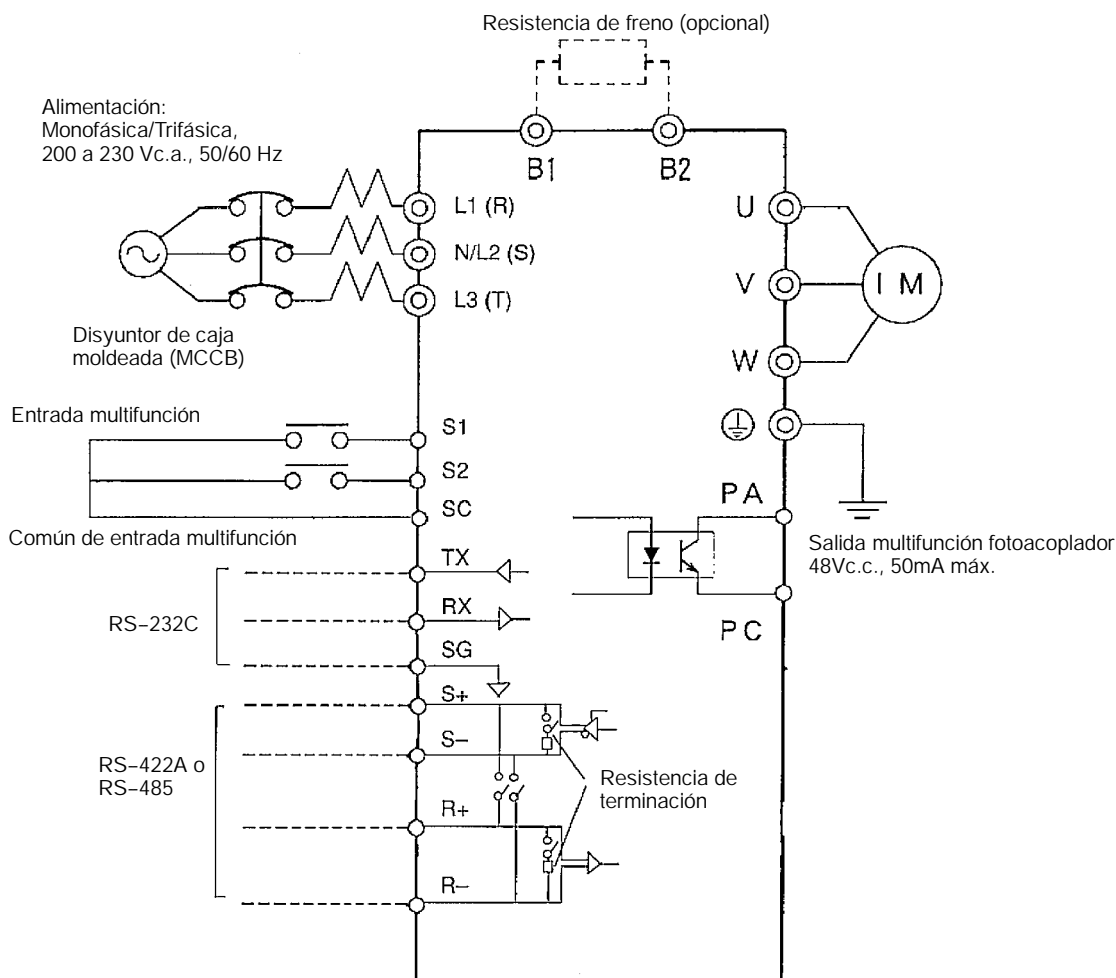 Resistencia de freno (opcional)
Alimentación:
Monofásica/Trifásica,
200 a 230 Vc.a., 50/60 Hz
B1
B2
L1 (R)
N/L2 (S)
L3 (T)
U
V
W
I M
Disyuntor de caja
moldeada (MCCB)
Entrada multifunción
S1
S2
SC
Común de entrada multifunción
PA
PC
Salida multifunción fotoacoplador
48Vc.c., 50mA máx.
TX
RX
SG
RS-232C
S+
S-
R+
R-
RS-422A o
RS-485
Resistencia de
terminación